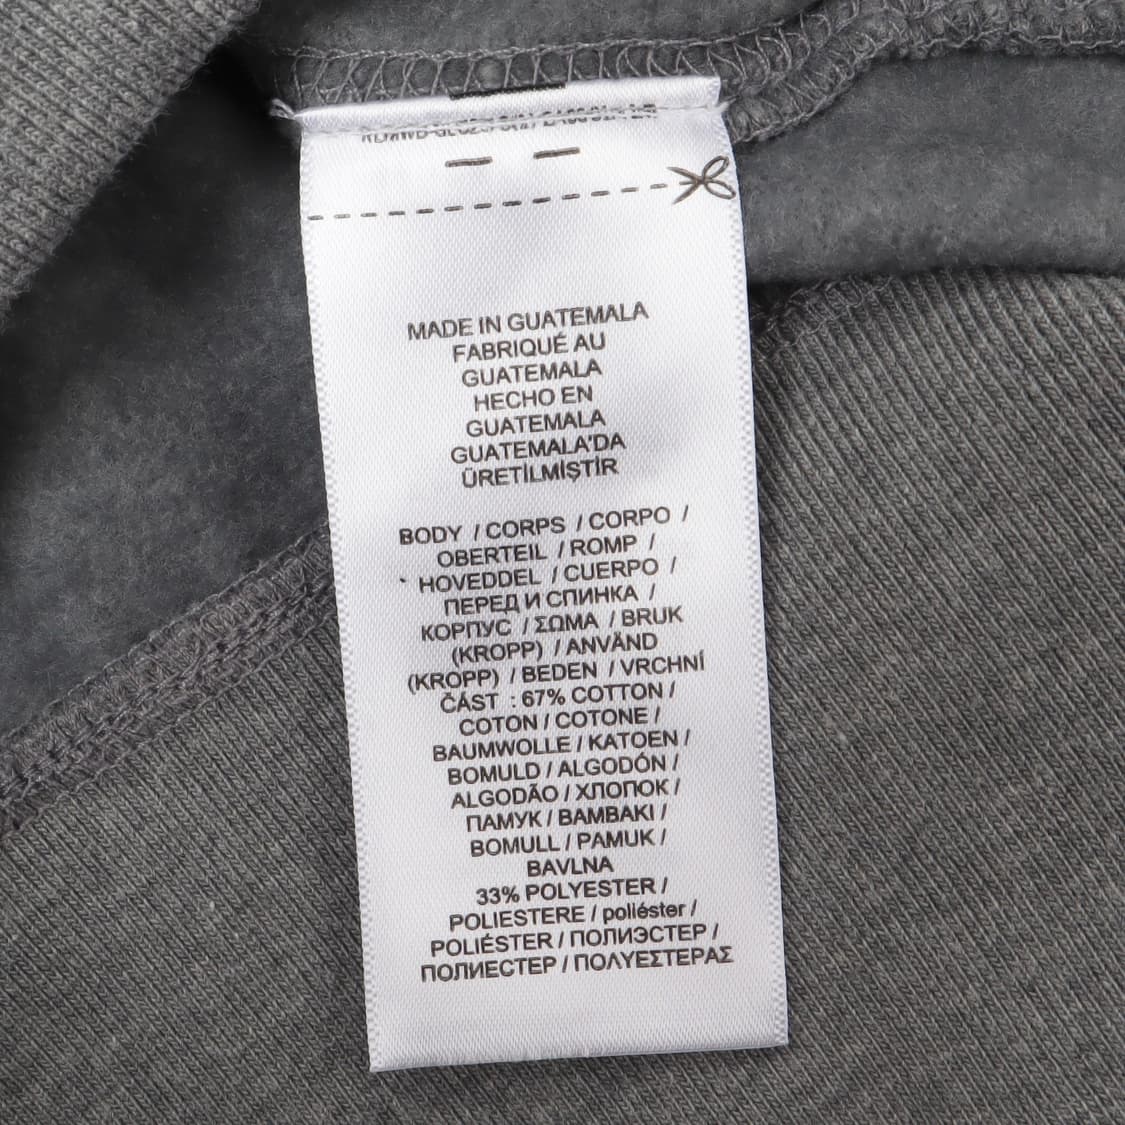 MADE IN GUATEMALA
FABRIQUÉ AU
GUATEMALA
HECHO EN
GUATEMALA
GUATEMALA'DA
ÜRETİLMİŞTİR
BODY / CORPS / CORPO /
OBERTEIL / ROMP /
HOVEDDEL / CUERPO /
ПЕРЕД И СПИНКА /
КОРПУС / ΣΩΜΑ / BRUK
(KROPP) / ANVÄND
(KROPP) / BEDEN / VRCHNÍ
ČÁST : 67% COTTON /
COTON / COTONE /
BAUMWOLLE / KATOEN /
BOMULD / ALGODÓN /
ALGODÃO / ХЛОПОК /
ПАМУК / BAMBAKI /
BOMULL / PAMUK /
BAVLNA
33% POLYESTER /
POLIESTERE / poliéster /
POLIÉSTER / ПОЛИЭСТЕР /
ПОЛИЕСТЕР / ΠΟΛΥΕΣΤΕΡΑΣ